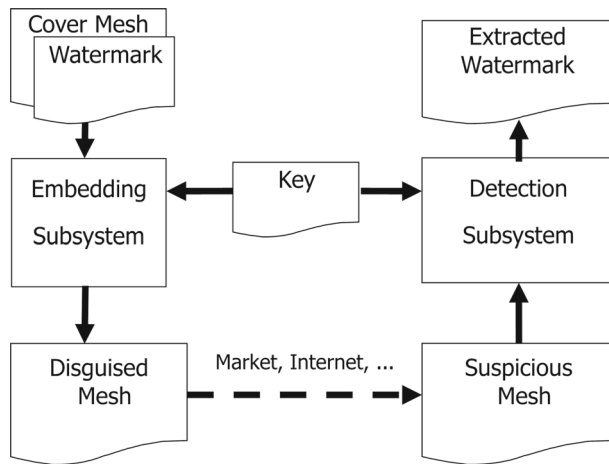 Cover Mesh
Watermark
Extracted
Watermark
Embedding
Subsystem
Key
Detection
Subsystem
Disguised
Mesh
Market, Internet, ...
Suspicious
Mesh